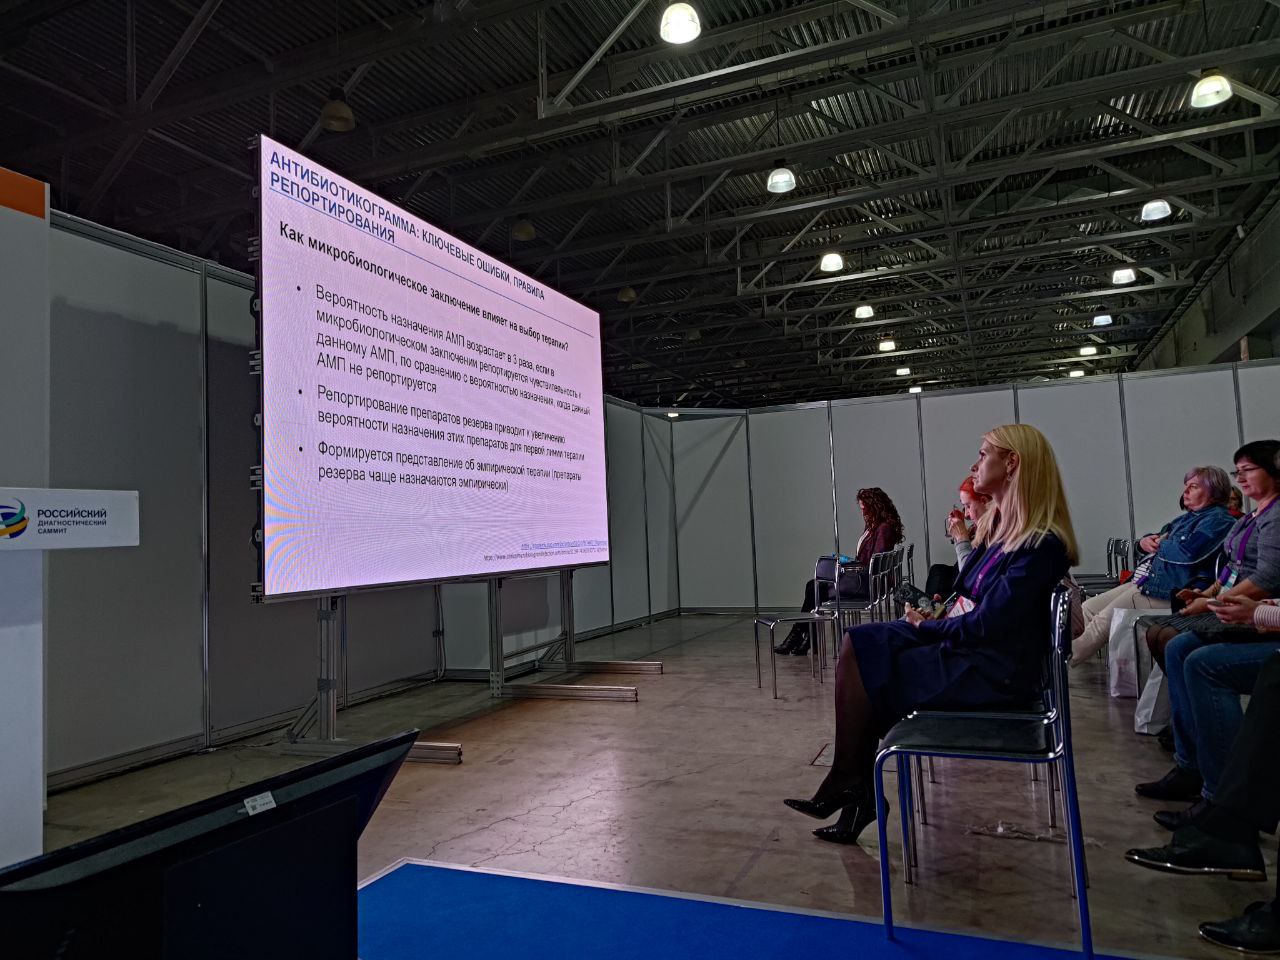 АНТИБИОТИКОГРАММА: КЛЮЧЕВЫЕ ОШИБКИ, ПРАВИЛА
РЕПОРТИРОВАНИЯ
Как микробиологическое заключение влияет на выбор терапии?
• Вероятность назначения АМП возрастает в 3 раза, если в
микробиологическом заключении репортируется чувствительность к
данному АМП, по сравнению с вероятностью назначения, когда данный
АМП не репортируется
• Репортирование препаратов резерва приводит к увеличению
вероятности назначения этих препаратов для первой линии терапии
• Формируется представление об эмпирической терапии (препараты
резерва чаще назначаются эмпирически)
РОССИЙСКИЙ
ДИАГНОСТИЧЕСКИЙ
САММИТ